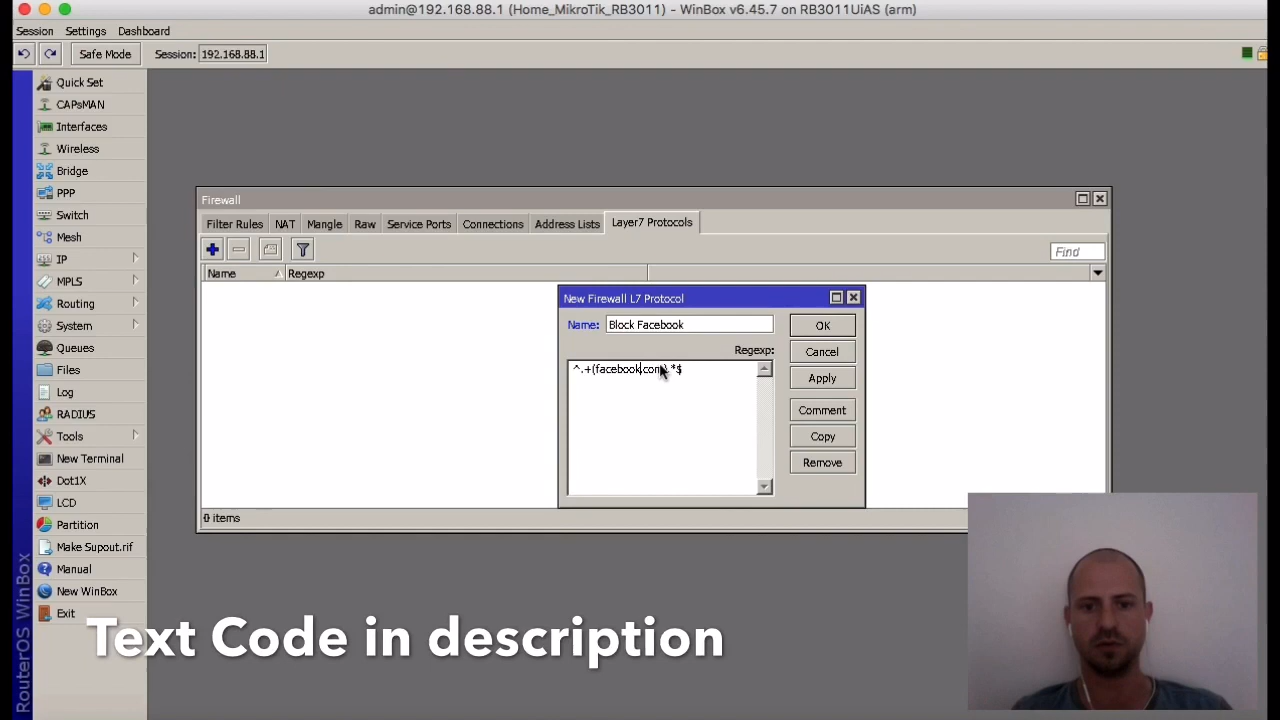 admin@192.168.88.1 (Home_MikroTik_RB3011) - WinBox v6.45.7 on RB3011UiAS (arm)
Session Settings Dashboard
Safe Mode Session: 192.168.88.1
Quick Set
CAPsMAN
Interfaces
Wireless
Bridge
PPP
Switch
Mesh
IP
MPLS
Routing
System
Queues
Files
Log
RADIUS
Tools
New Terminal
Dot1X
LCD
Partition
Make Supout.rif
Manual
New WinBox
Exit
RouterOS WinBox
Firewall
Filter Rules NAT Mangle Raw Service Ports Connections Address Lists Layer7 Protocols
Find
Name Regexp
New Firewall L7 Protocol
Name: Block Facebook
Regexp:
^.+(facebook.com).*$
OK
Cancel
Apply
Comment
Copy
Remove
0 items
Text Code in description